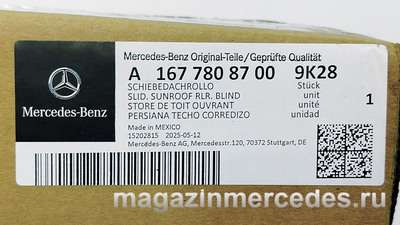 Mercedes-Benz Original-Teile/Geprüfte Qualität
A 167 780 87 00 9K28
SCHIEBEDACHROLLO Stück
SLID. SUNROOF RLR. BLIND unit
STORE DE TOIT OUVRANT unité
PERSIANA TECHO CORREDIZO unidad
1
Made in MEXICO
15202815 2025-05-12
Mercedes-Benz AG, Mercedesstr.120, 70372 Stuttgart, DE
Mercedes-Benz
magazinmercedes.ru